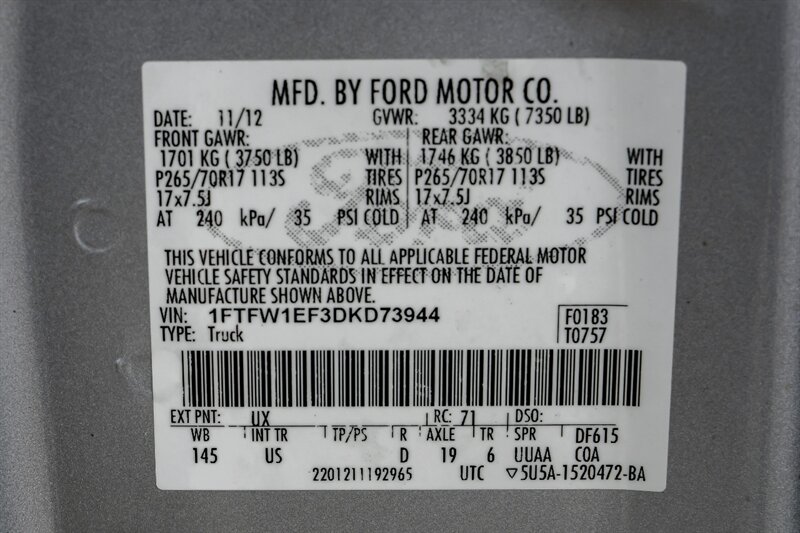 MFD. BY FORD MOTOR CO.
DATE: 11/12 GVWR: 3334 KG ( 7350 LB)
FRONT GAWR: REAR GAWR:
1701 KG ( 3750 LB) WITH 1746 KG ( 3850 LB) WITH
P265/70R17 113S TIRES P265/70R17 113S TIRES
17x7.5J RIMS 17x7.5J RIMS
AT 240 kPa/ 35 PSI COLD AT 240 kPa/ 35 PSI COLD
THIS VEHICLE CONFORMS TO ALL APPLICABLE FEDERAL MOTOR
VEHICLE SAFETY STANDARDS IN EFFECT ON THE DATE OF
MANUFACTURE SHOWN ABOVE.
VIN: 1FTFW1EF3DKD73944 F0183
TYPE: Truck T0757
EXT PNT: UX RC: 71 DSO:
WB INT TR TP/PS R AXLE TR SPR DF615
145 US D 19 6 UUAA COA
2201211192965 UTC ▽5U5A-1520472-BA
Ford